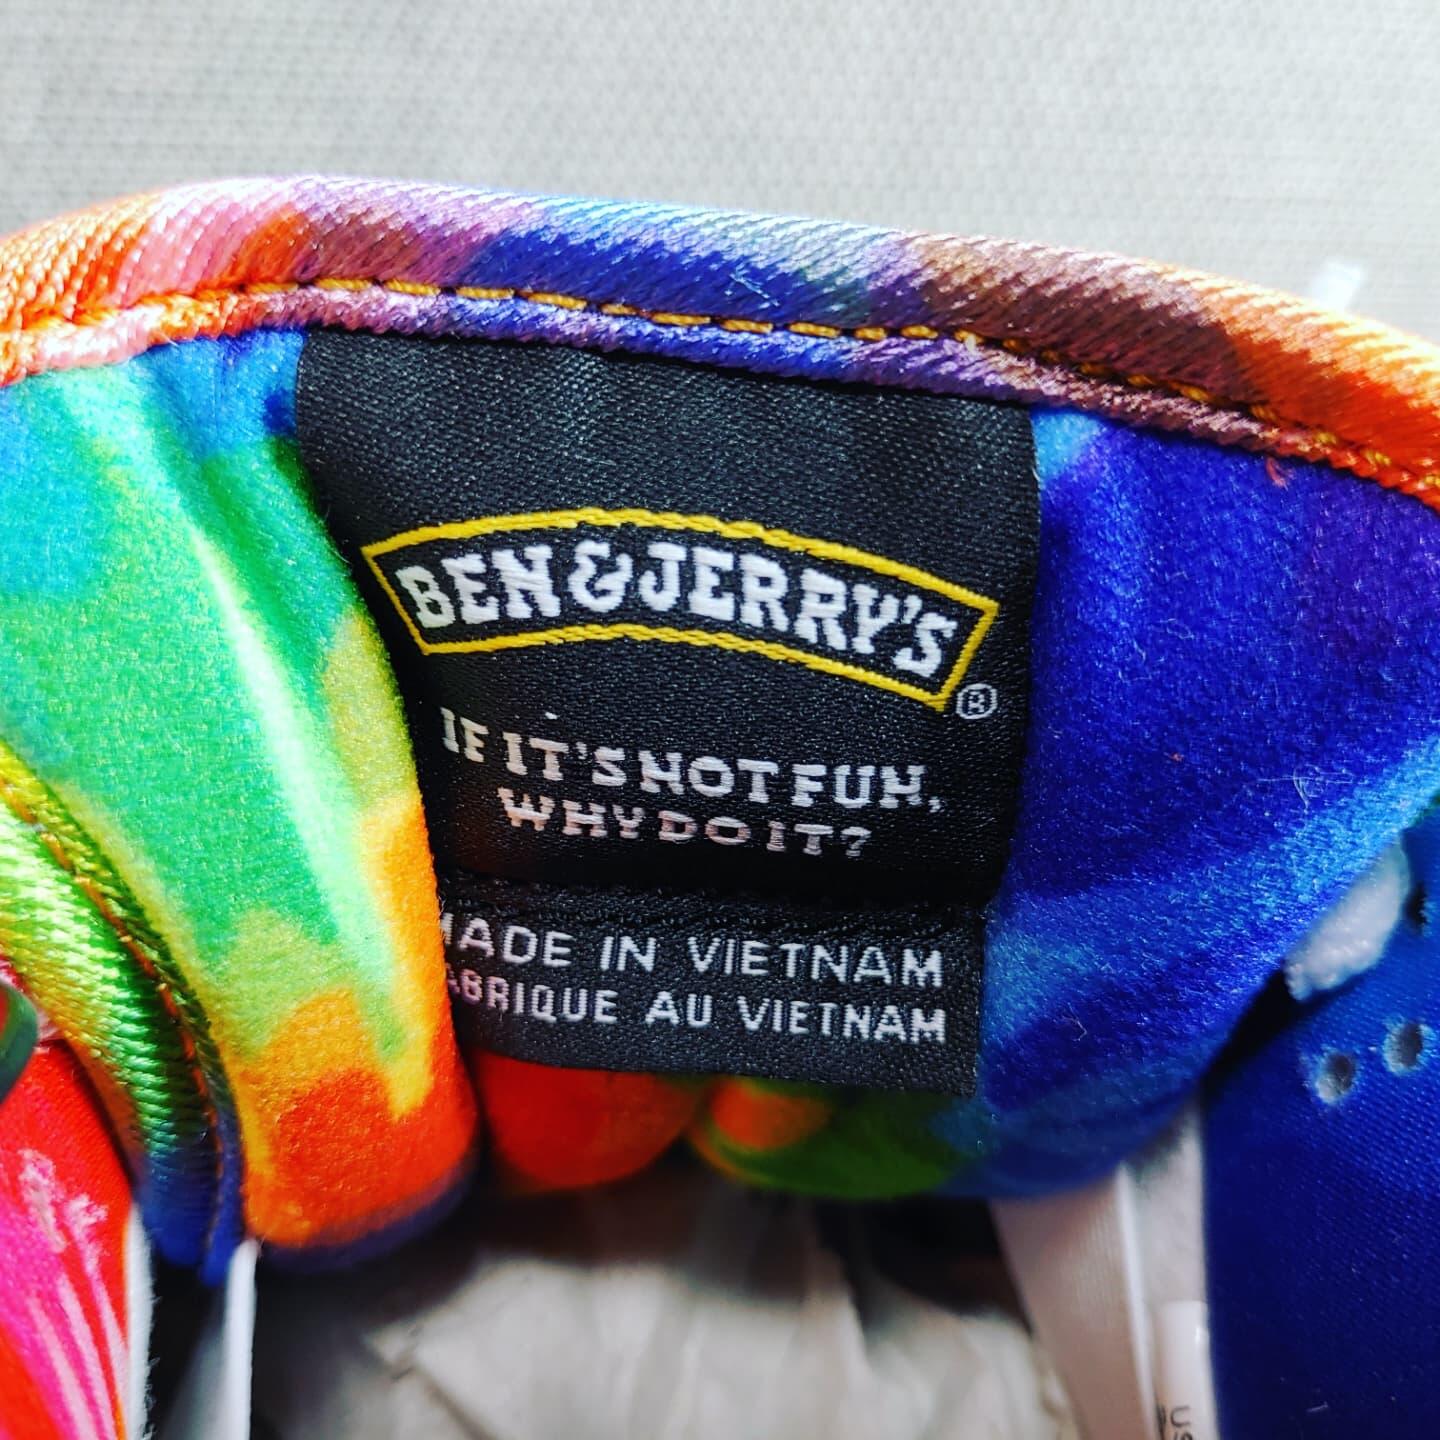 BEN & JERRY'S ®
IF IT'S NOT FUN,
WHY DO IT?
MADE IN VIETNAM
FABRIQUE AU VIETNAM